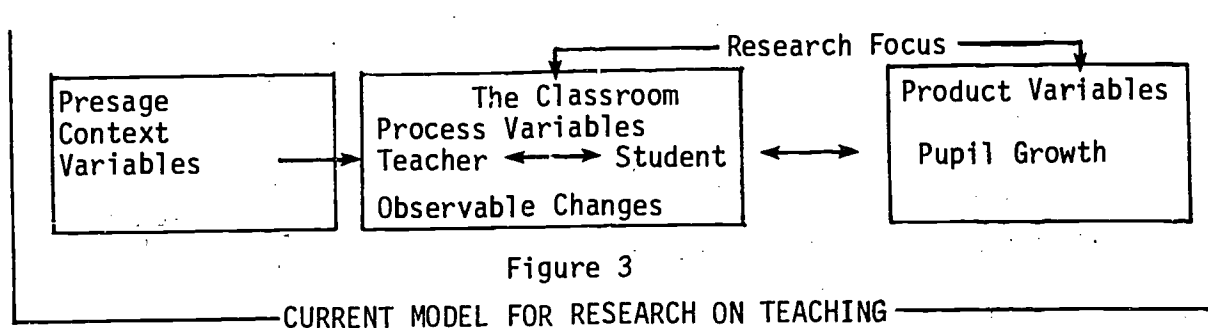 Research Focus
Presage
Context
Variables
The Classroom
Process Variables
Teacher Student
Observable Changes
Product Variables
Pupil Growth
Figure 3
CURRENT MODEL FOR RESEARCH ON TEACHING